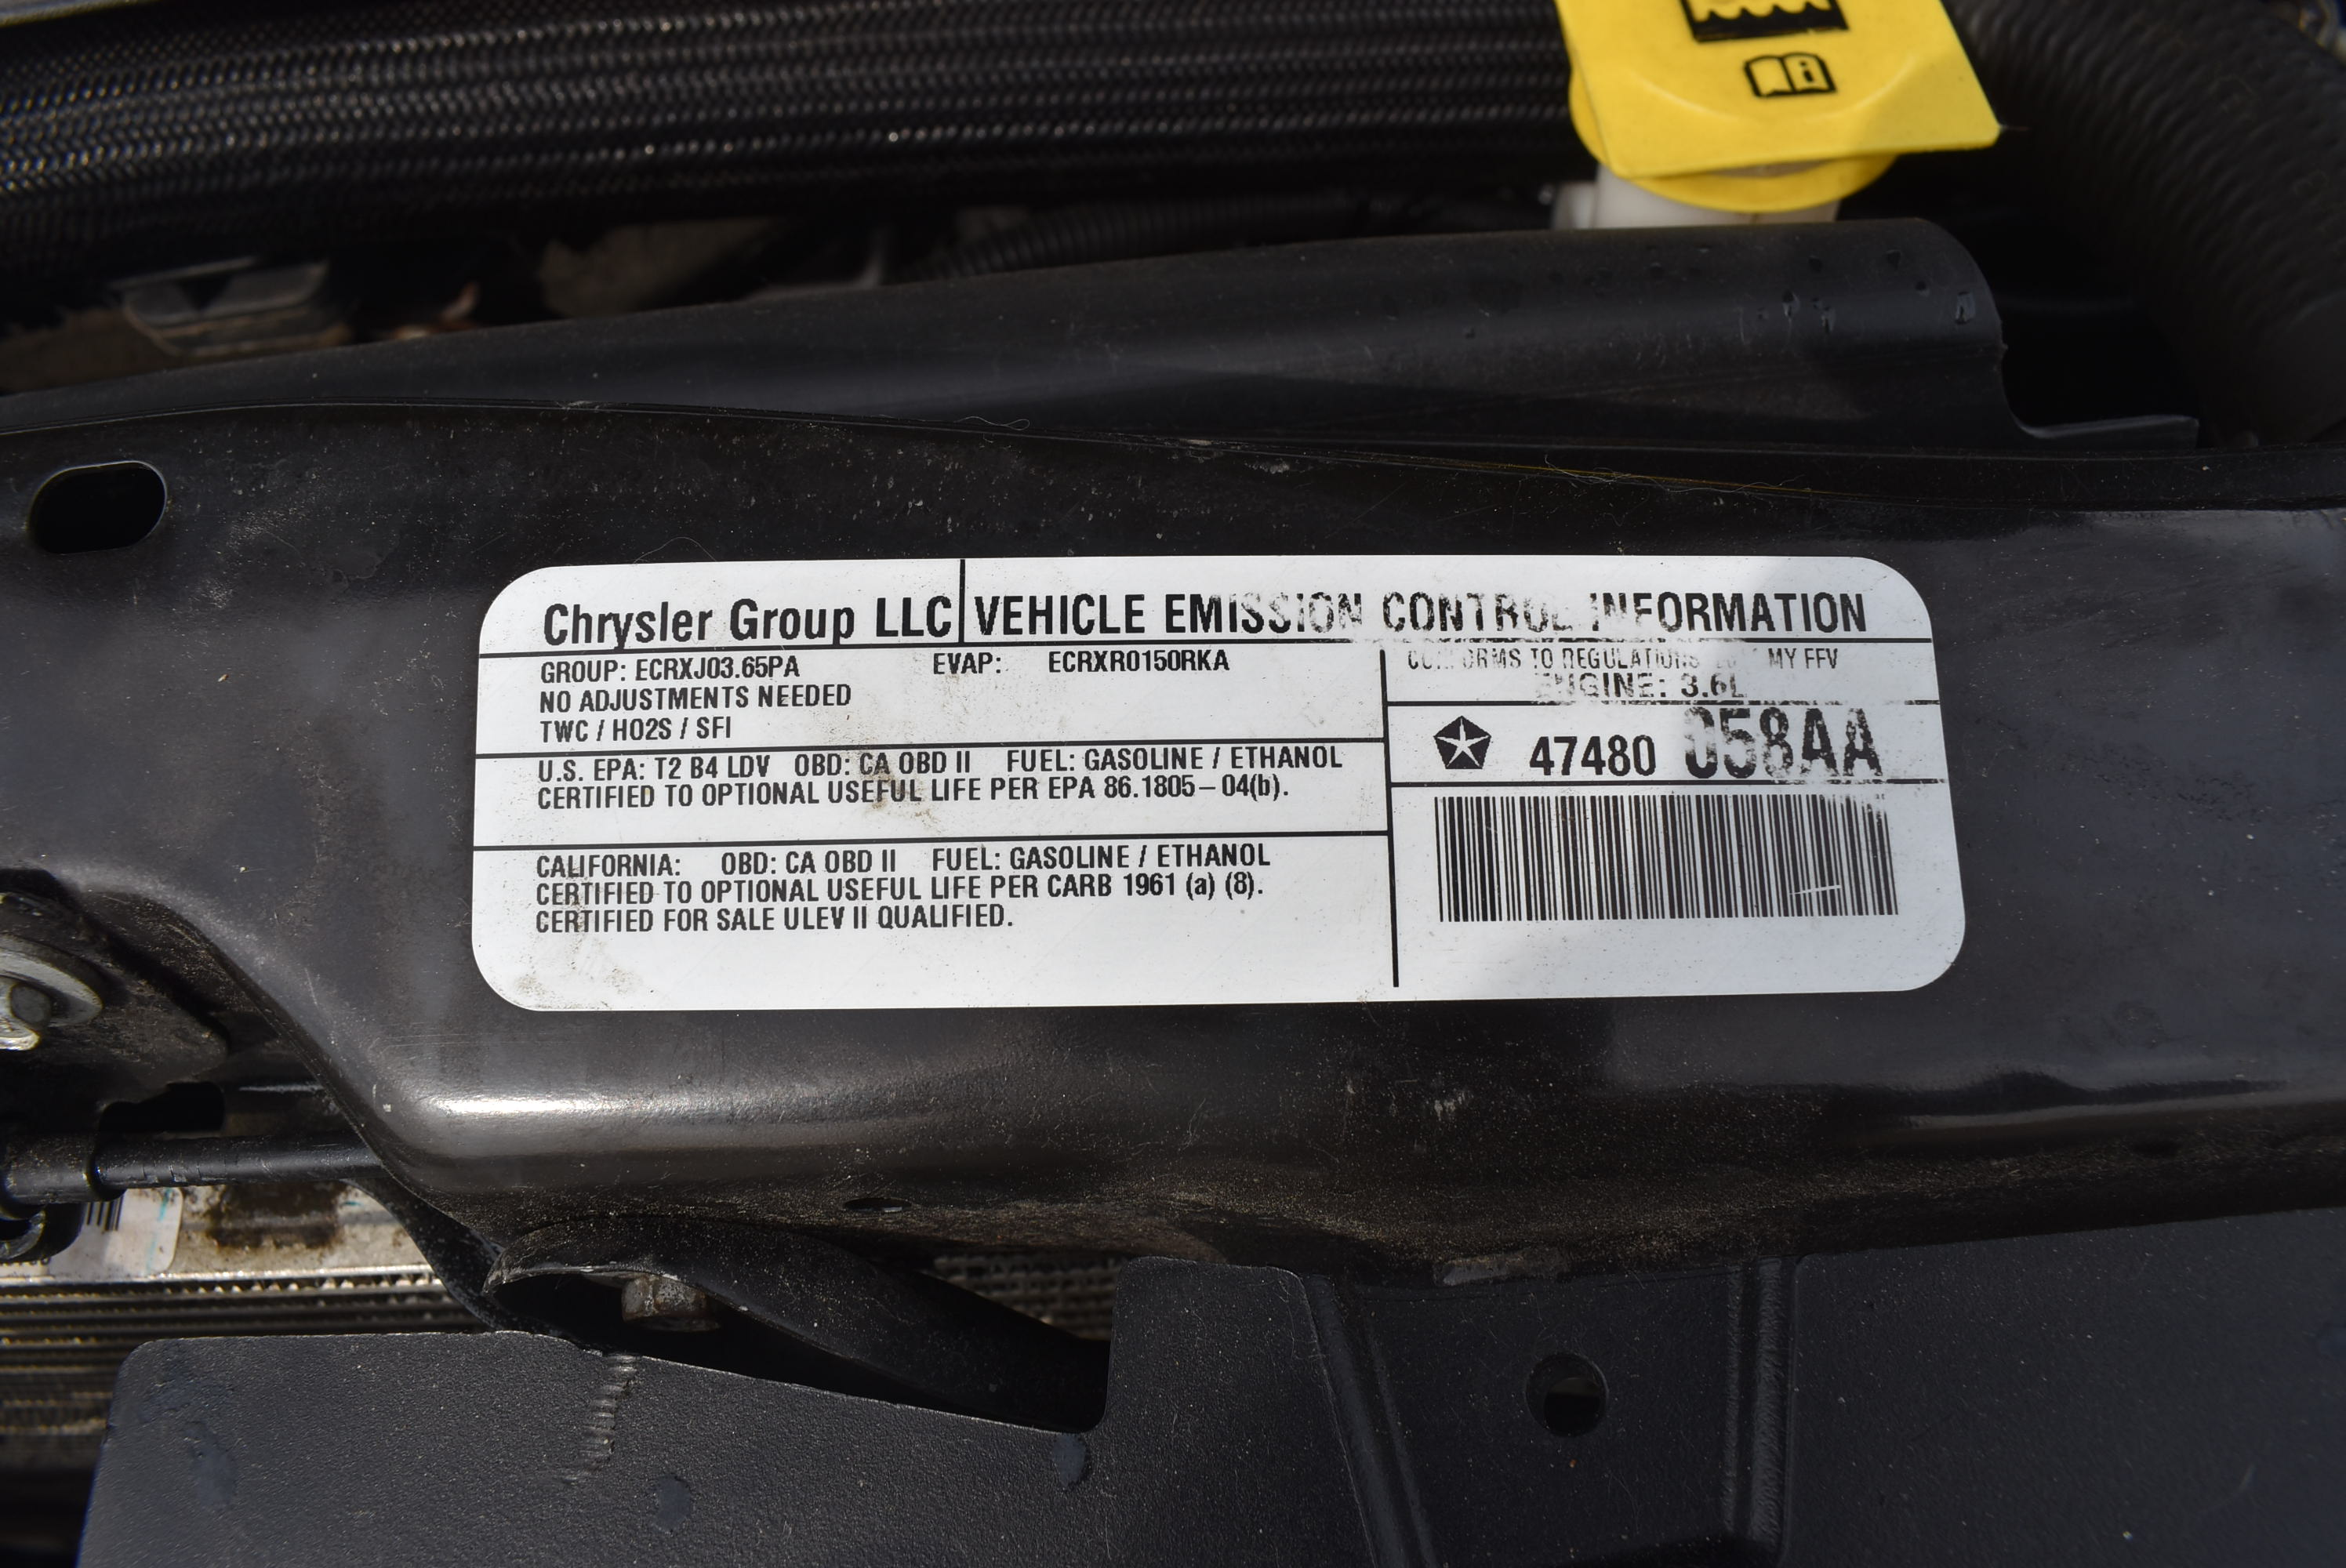 Chrysler Group LLC VEHICLE EMISSION CONTROL INFORMATION
GROUP: ECRXJ03.65PA EVAP: ECRXR0150RKA
NO ADJUSTMENTS NEEDED
TWC / HO2S / SFI
U.S. EPA: T2 B4 LDV OBD: CA OBD II FUEL: GASOLINE / ETHANOL
CERTIFIED TO OPTIONAL USEFUL LIFE PER EPA 86.1805–04(b).
CALIFORNIA: OBD: CA OBD II FUEL: GASOLINE / ETHANOL
CERTIFIED TO OPTIONAL USEFUL LIFE PER CARB 1961 (a) (8).
CERTIFIED FOR SALE ULEV II QUALIFIED.
CONFORMS TO REGULATIONS MY FFV
ENGINE: 3.6L
47480 058AA